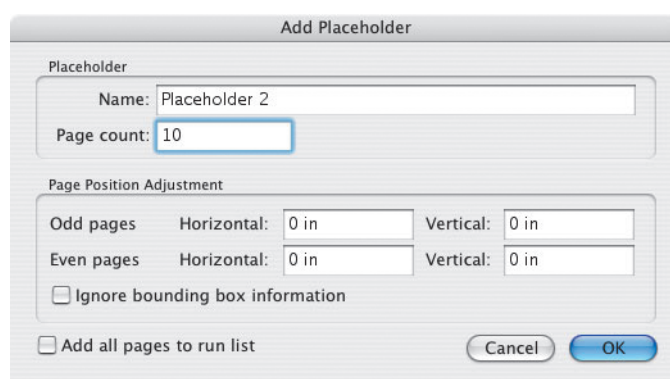 Add Placeholder
Placeholder
Name: Placeholder 2
Page count: 10
Page Position Adjustment
Odd pages Horizontal: 0 in Vertical: 0 in
Even pages Horizontal: 0 in Vertical: 0 in
Ignore bounding box information
Add all pages to run list Cancel OK